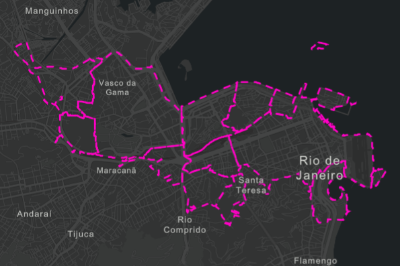 Manguinhos
Vasco da
Gama
Maracanã
Rio de
Janeiro
Santa
Teresa
Andaraí
Rio
Comprido
Tijuca
Flamengo